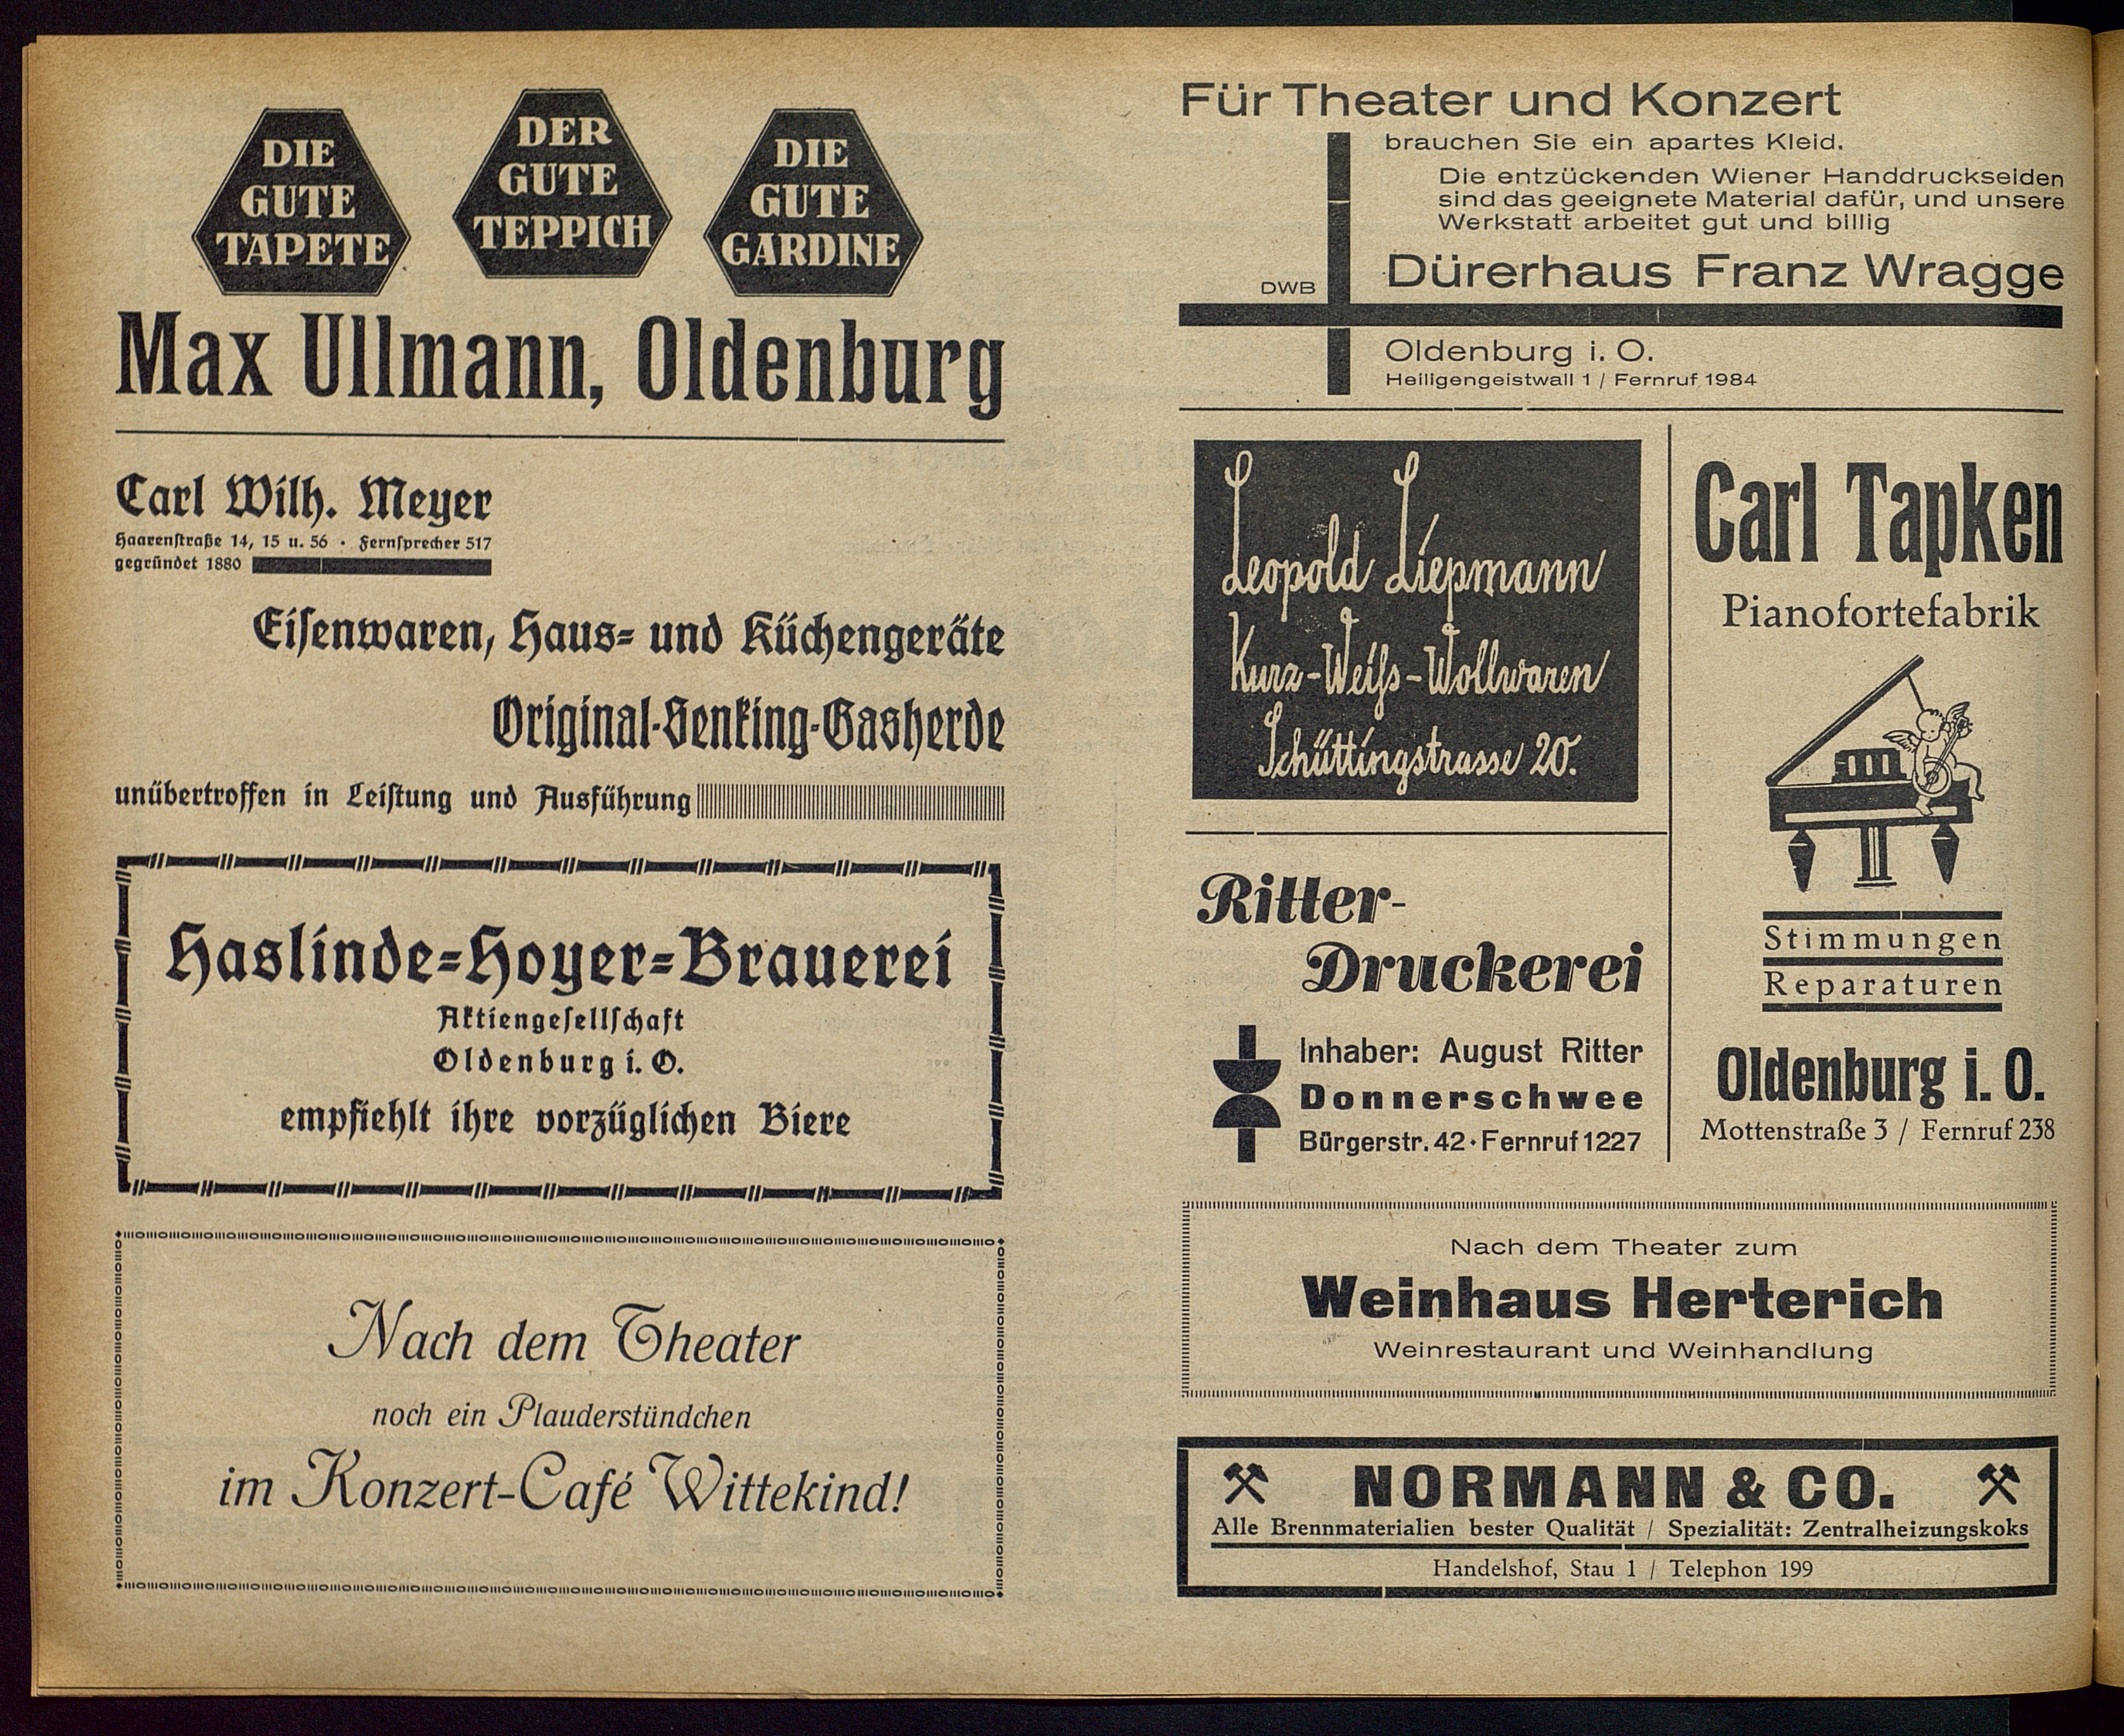 DIE
GUTE
TAPETE
DER
GUTE
TEPPICH
DIE
GUTE
GARDINE
Max Ullmann, Oldenburg
Carl Wilh. Meyer
Haarenſtraße 14, 15 u. 56 · Fernſprecher 517
gegründet 1880
Eiſenwaren, Haus= und Küchengeräte
Original-Senking-Gasherde
unübertroffen in Leiſtung und Ausführung
Haslinde=Hoyer=Brauerei
Aktiengeſellſchaft
Oldenburg i. O.
empfiehlt ihre vorzüglichen Biere
Nach dem Theater
noch ein Plauderstündchen
im Konzert-Café Wittekind!
Für Theater und Konzert
brauchen Sie ein apartes Kleid.
Die entzückenden Wiener Handdruckseiden
sind das geeignete Material dafür, und unsere
Werkstatt arbeitet gut und billig
Dürerhaus Franz Wragge
DWB
Oldenburg i. O.
Heiligengeistwall 1 / Fernruf 1984
Leopold Liepmann
Kurz-Weiſs-Wollwaren
Schüttingstrasse 20.
Carl Tapken
Pianofortefabrik
Stimmungen
Reparaturen
Oldenburg i. O.
Mottenstraße 3 / Fernruf 238
Ritter-
Druckerei
Inhaber: August Ritter
Donnerschwee
Bürgerstr. 42 · Fernruf 1227
Nach dem Theater zum
Weinhaus Herterich
Weinrestaurant und Weinhandlung
NORMANN & CO.
Alle Brennmaterialien bester Qualität / Spezialität: Zentralheizungskoks
Handelshof, Stau 1 / Telephon 199